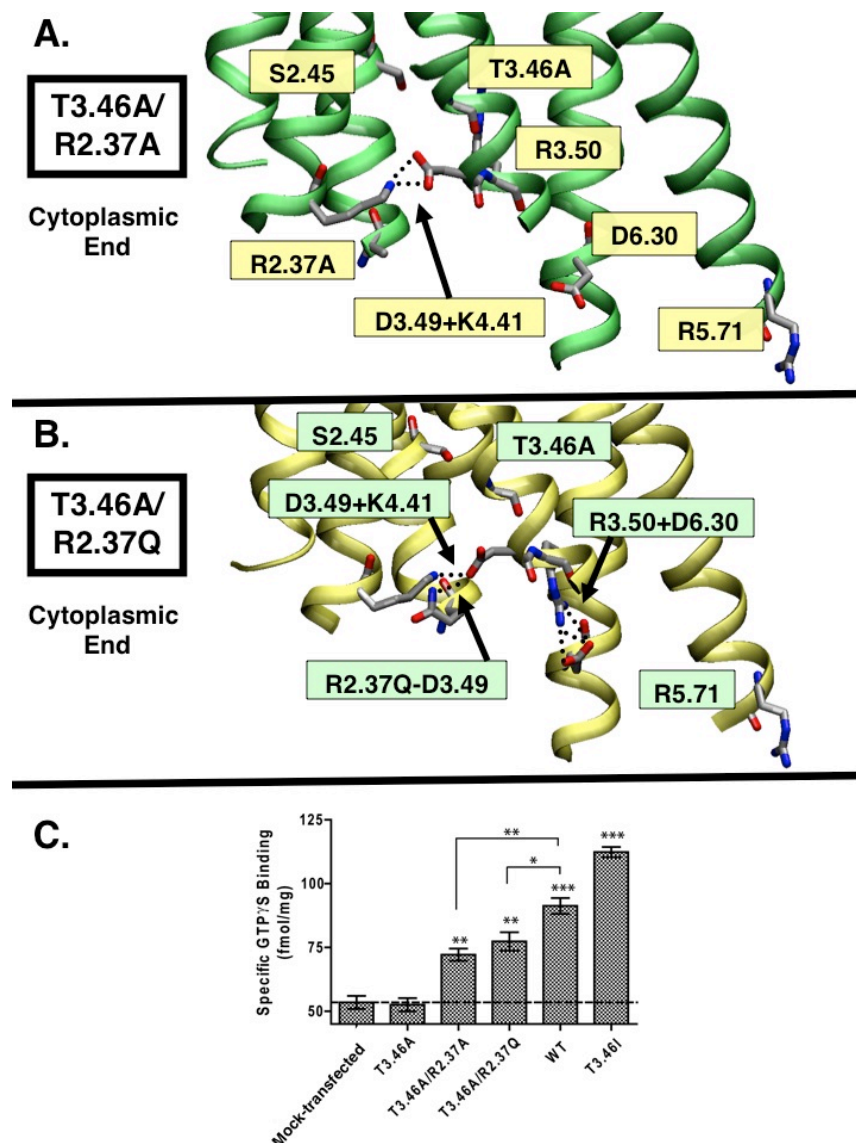 A.
T3.46A/
R2.37A
Cytoplasmic
End
S2.45
T3.46A
R3.50
R2.37A
D6.30
D3.49+K4.41
R5.71
B.
T3.46A/
R2.37Q
Cytoplasmic
End
S2.45
T3.46A
D3.49+K4.41
R3.50+D6.30
R2.37Q-D3.49
R5.71
C.
Specific GTPγS Binding
(fmol/mg)
125
100
75
50
**
*
**
**
***
***
Mock-transfected
T3.46A
T3.46A/R2.37A
T3.46A/R2.37Q
WT
T3.46I